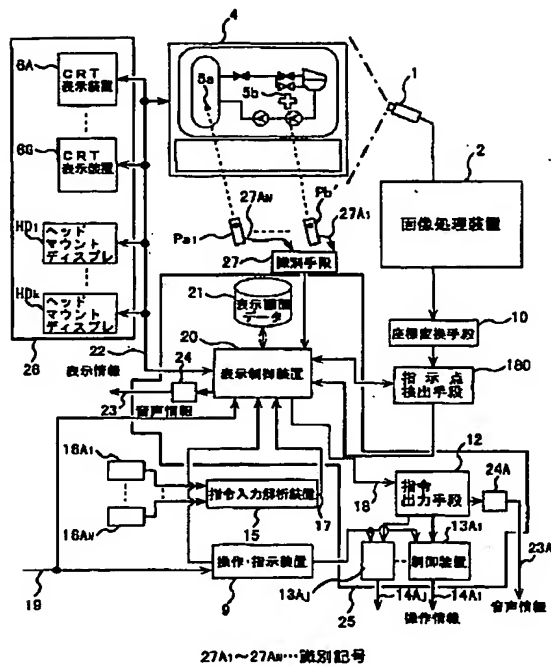 4
6A
CRT
表示装置
5a
5b
1
6G
CRT
表示装置
2
画像処理装置
27AN
Pb
27A1
Pa1
HD1
ヘッド
マウント
ディスプレイ
27
識別手段
21
表示画面
データ
10
座標変換手段
HDk
ヘッド
マウント
ディスプレイ
20
表示制御装置
180
指示点
検出手段
26
22
24
表示情報
23
音声情報
12
指令
出力手段
24A
18
16A1
指令入力解析装置
15
17
13A1
制御装置
23A
16AN
操作・指示装置
9
13AJ
14AJ
14A1
19
25
操作情報
音声情報
27A1～27AN…識別記号